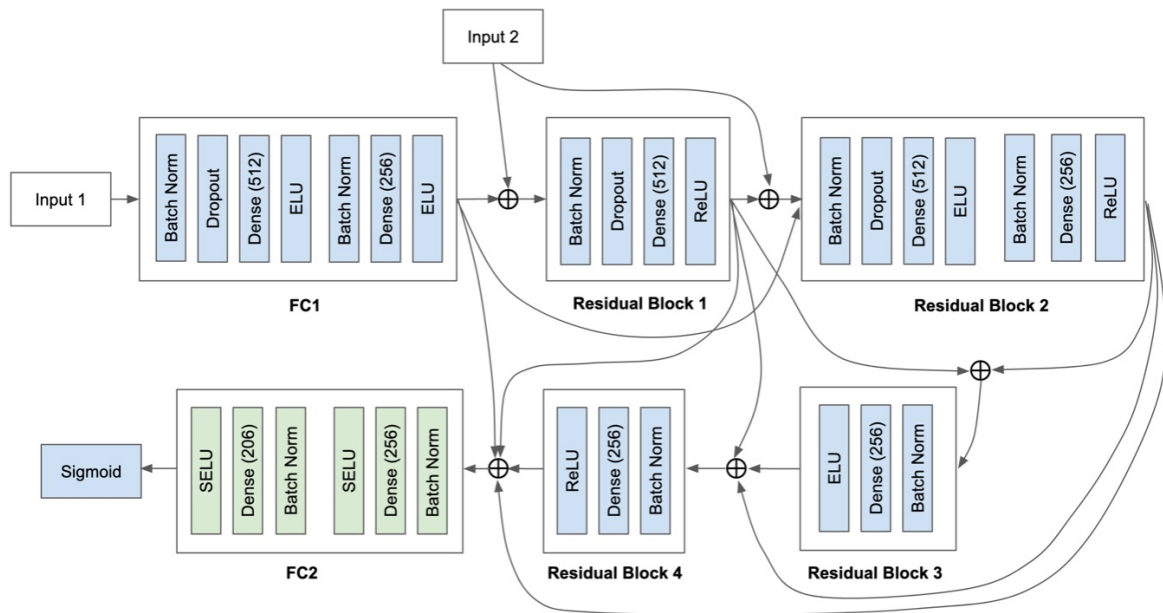 Input 2
Input 1
Batch Norm
Dropout
Dense (512)
ELU
Batch Norm
Dense (256)
ELU
FC1
Batch Norm
Dropout
Dense (512)
ReLU
Residual Block 1
Batch Norm
Dropout
Dense (512)
ELU
Batch Norm
Dense (256)
ReLU
Residual Block 2
Sigmoid
SELU
Dense (206)
Batch Norm
SELU
Dense (256)
Batch Norm
FC2
ReLU
Dense (256)
Batch Norm
Residual Block 4
ELU
Dense (256)
Batch Norm
Residual Block 3